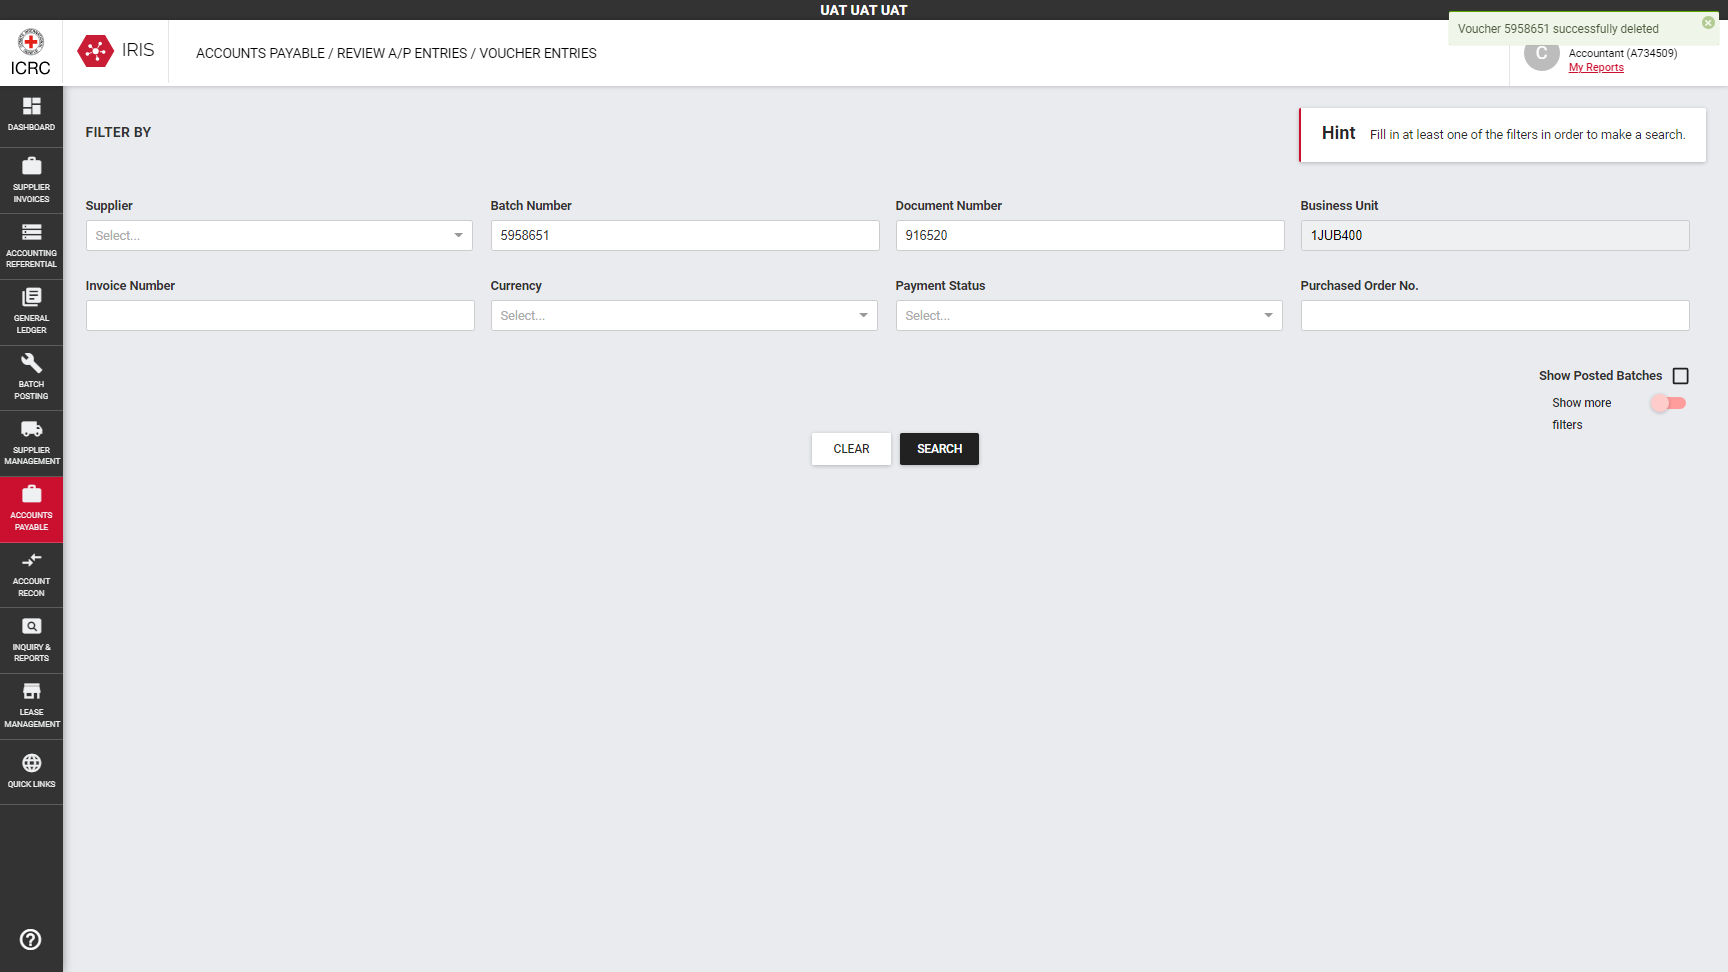 UAT UAT UAT
ICRC
IRIS
ACCOUNTS PAYABLE / REVIEW A/P ENTRIES / VOUCHER ENTRIES
Voucher 5958651 successfully deleted
C
Accountant (A734509)
My Reports
DASHBOARD
SUPPLIER
INVOICES
ACCOUNTING
REFERENTIAL
GENERAL
LEDGER
BATCH
POSTING
SUPPLIER
MANAGEMENT
ACCOUNTS
PAYABLE
ACCOUNT
RECON
INQUIRY &
REPORTS
LEASE
MANAGEMENT
QUICK LINKS
FILTER BY
Hint Fill in at least one of the filters in order to make a search.
Supplier
Select...
Batch Number
5958651
Document Number
916520
Business Unit
1JUB400
Invoice Number
Currency
Select...
Payment Status
Select...
Purchased Order No.
Show Posted Batches
Show more
filters
CLEAR
SEARCH